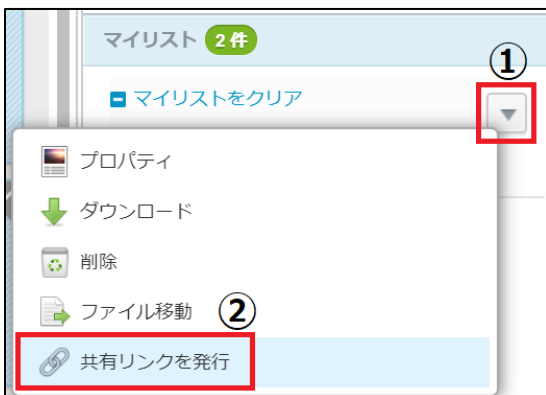 マイリスト 2件
①
マイリストをクリア
プロパティ
ダウンロード
削除
ファイル移動 ②
共有リンクを発行